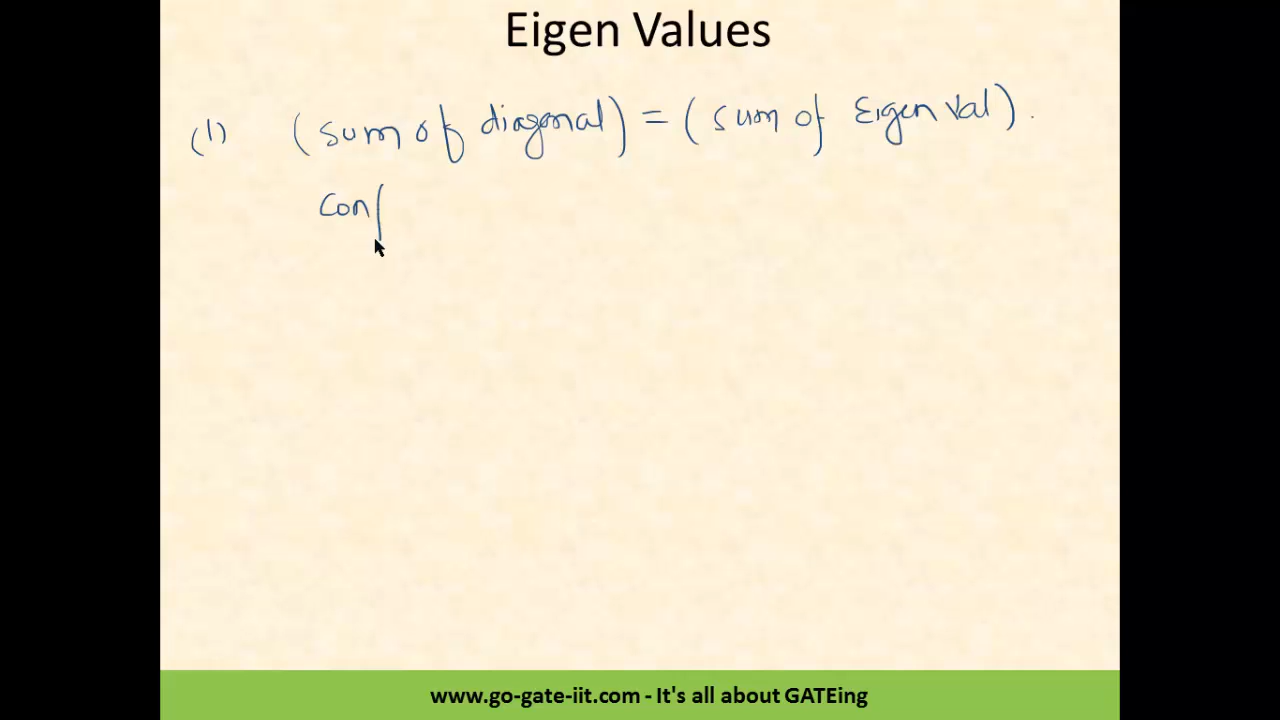 Eigen Values
(1) (sum of diagonal) = (sum of Eigen Val).
www.go-gate-iit.com - It's all about GATEing